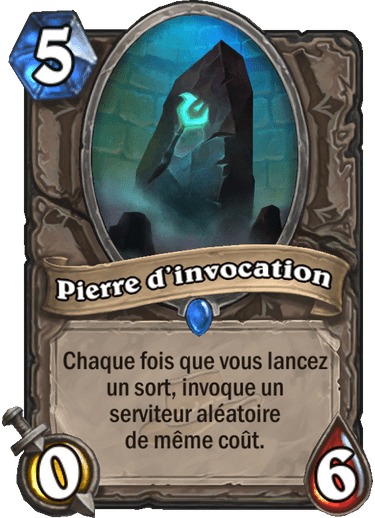 5
Pierre d'invocation
Chaque fois que vous lancez
un sort, invoque un
serviteur aléatoire
de même coût.
0
6